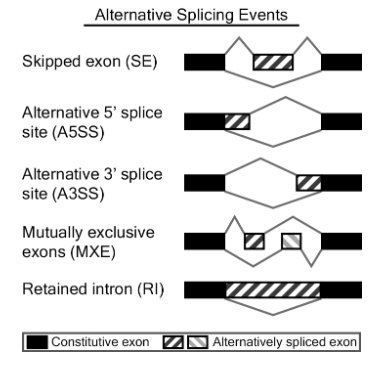 Alternative Splicing Events
Skipped exon (SE)
Alternative 5' splice
site (A5SS)
Alternative 3' splice
site (A3SS)
Mutually exclusive
exons (MXE)
Retained intron (RI)
Constitutive exon Alternatively spliced exon